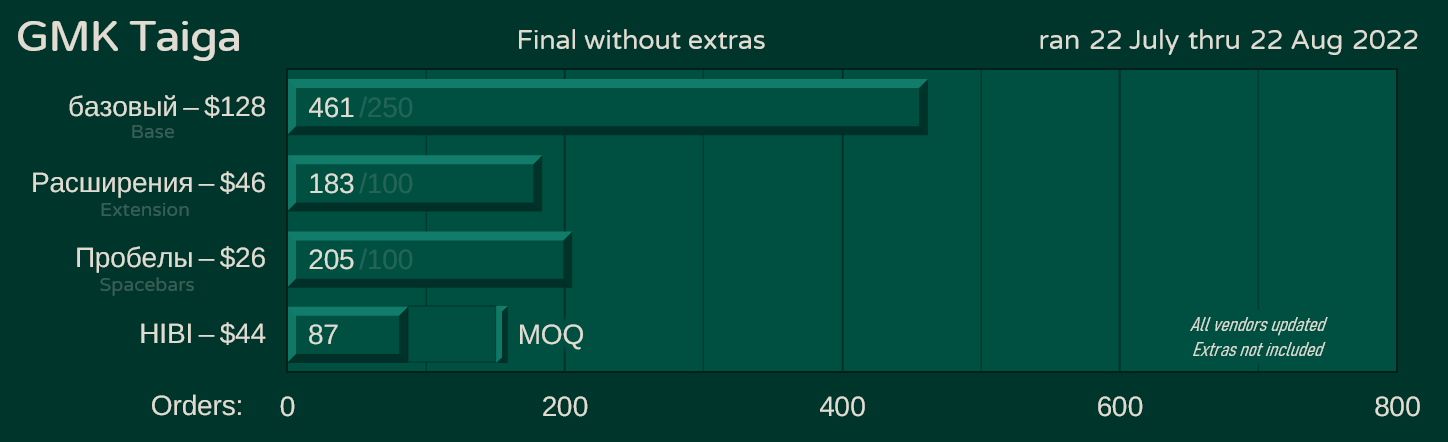 GMK Taiga
Final without extras
ran 22 July thru 22 Aug 2022
базовый – $128
Base
461 /250
Расширения – $46
Extension
183 /100
Пробелы – $26
Spacebars
205 /100
HIBI – $44
87
MOQ
All vendors updated
Extras not included
Orders: 0 200 400 600 800